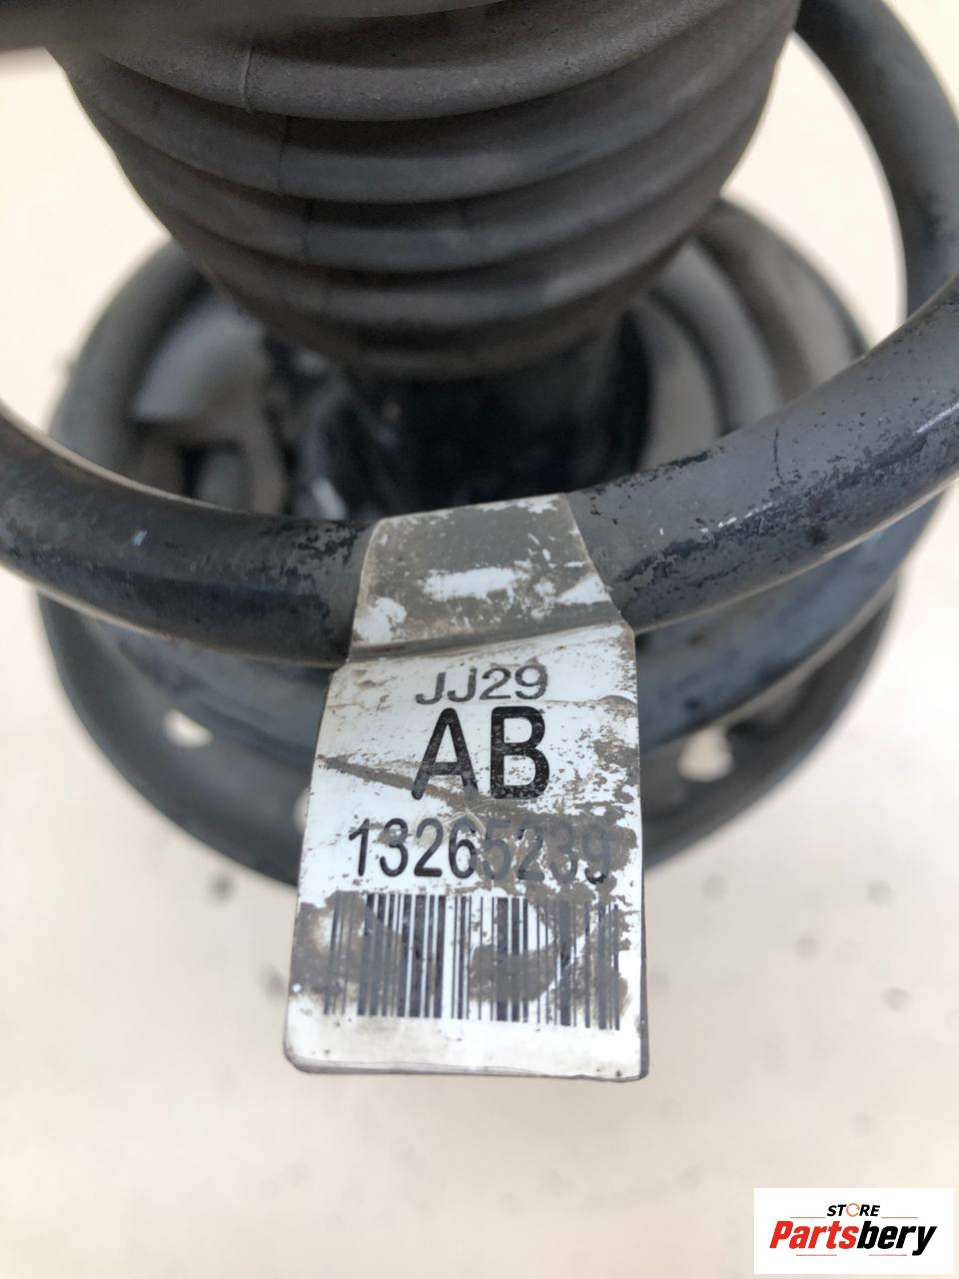 JJ29
AB
13265239
STORE
Partsbery